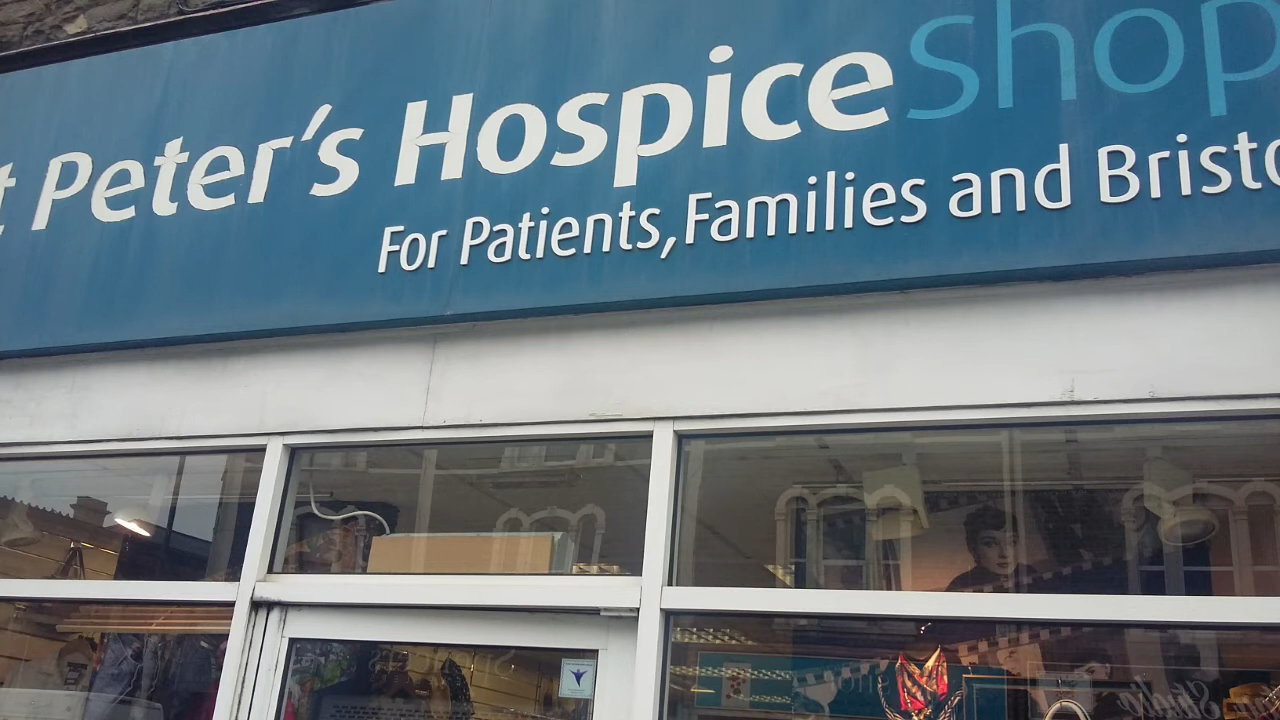 t Peter's Hospice shop
For Patients, Families and Bristo